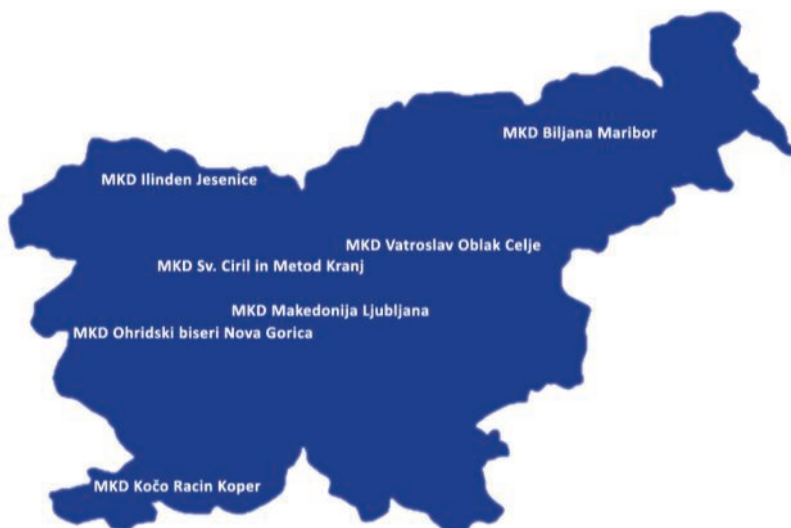 MKD Biljana Maribor
MKD Ilinden Jesenice
MKD Vatroslav Oblak Celje
MKD Sv. Ciril in Metod Kranj
MKD Makedonija Ljubljana
MKD Ohridski biseri Nova Gorica
MKD Kočo Racin Koper